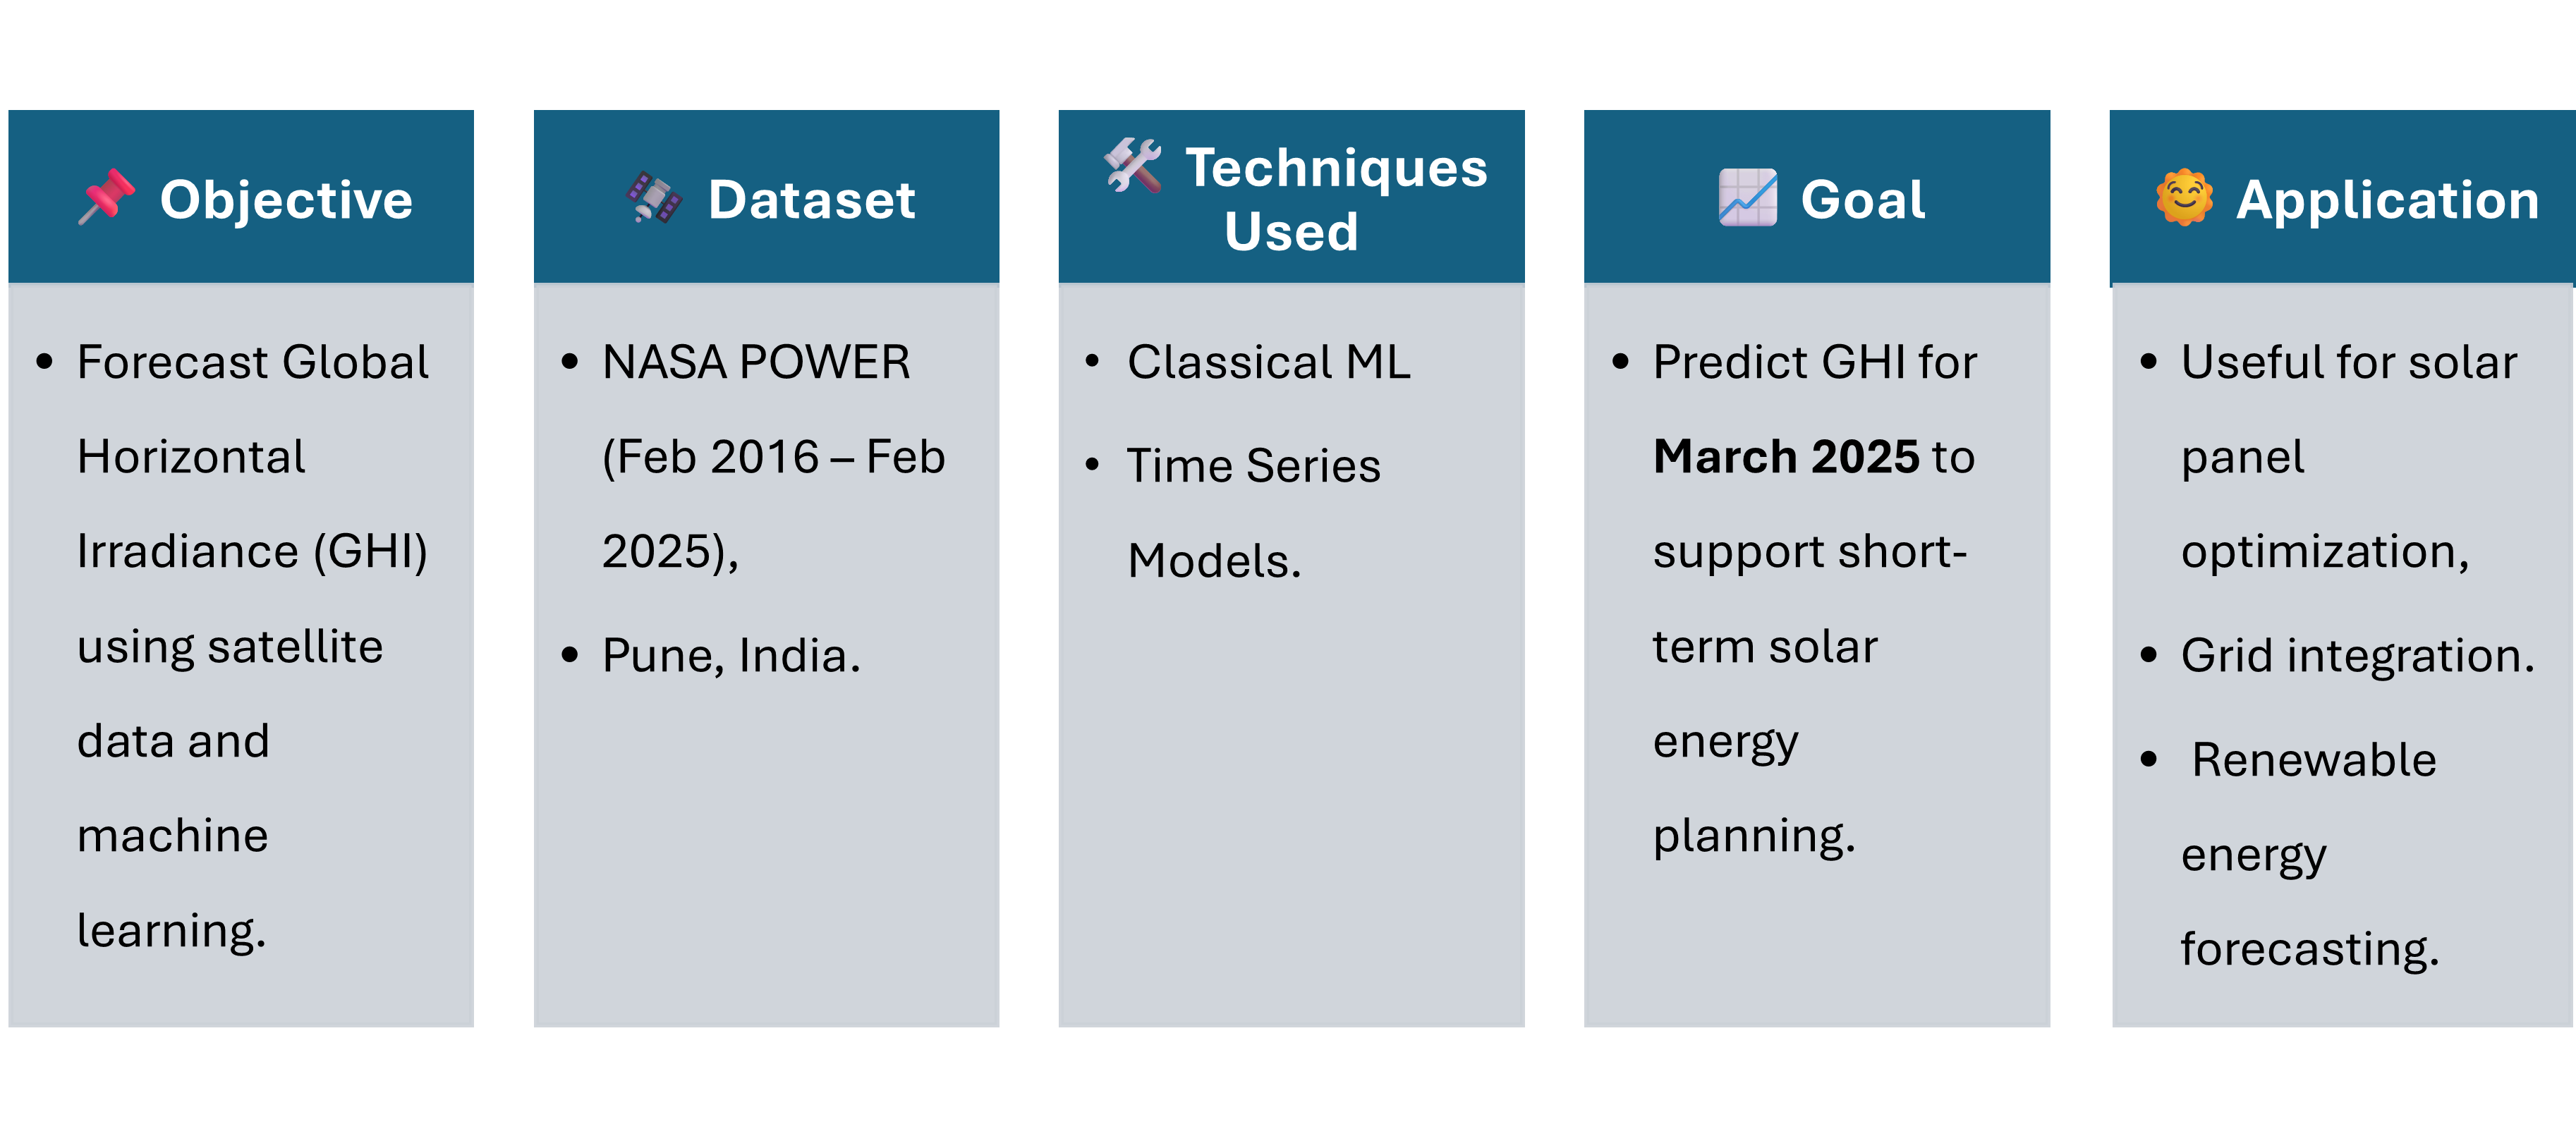 Objective
• Forecast Global
Horizontal
Irradiance (GHI)
using satellite
data and
machine
learning.
Dataset
• NASA POWER
(Feb 2016 – Feb
2025),
• Pune, India.
Techniques
Used
• Classical ML
• Time Series
Models.
Goal
• Predict GHI for
March 2025 to
support short-
term solar
energy
planning.
Application
• Useful for solar
panel
optimization,
• Grid integration.
• Renewable
energy
forecasting.